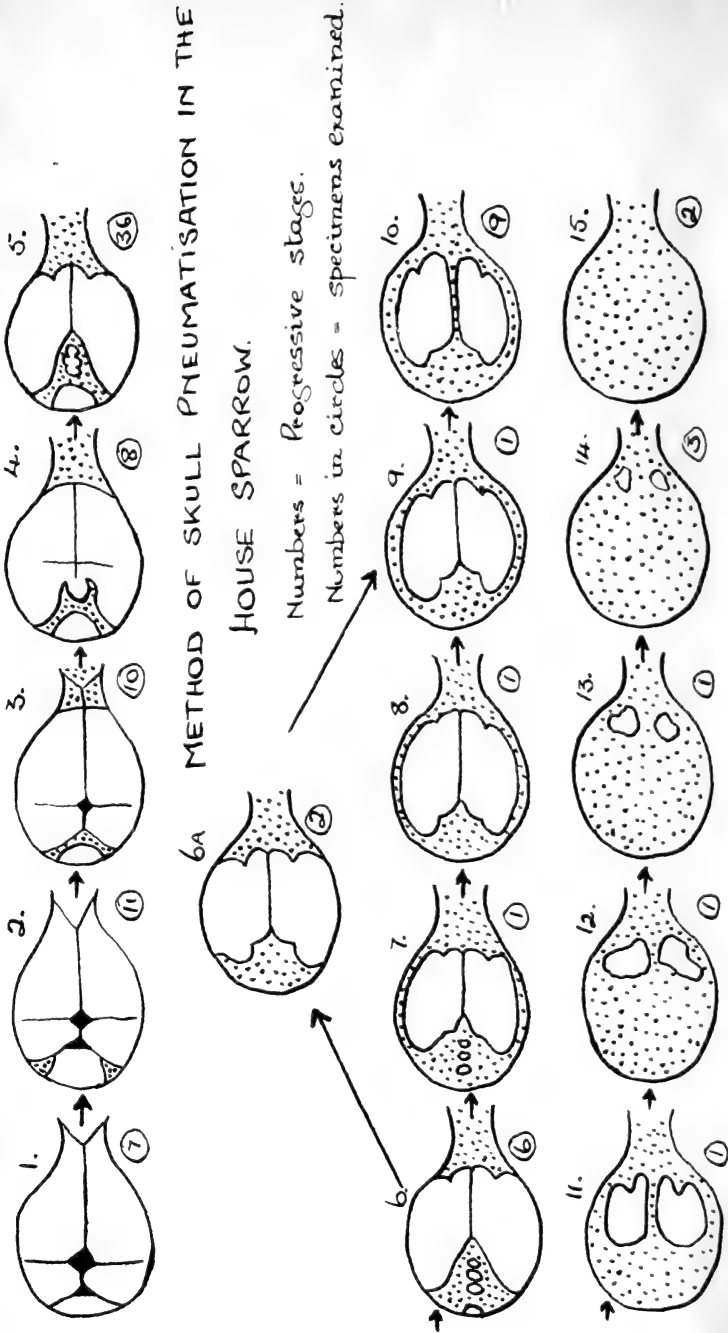 1. 2. 3. 4. 5.
7 11 10 8 36
METHOD OF SKULL PNEUMATISATION IN THE
HOUSE SPARROW.
Numbers = Progressive stages.
Numbers in circles = specimens examined.
6A
2
6. 7. 8. 9. 10.
6 1 1 1 9
11. 12. 13. 14. 15.
1 1 1 3 2